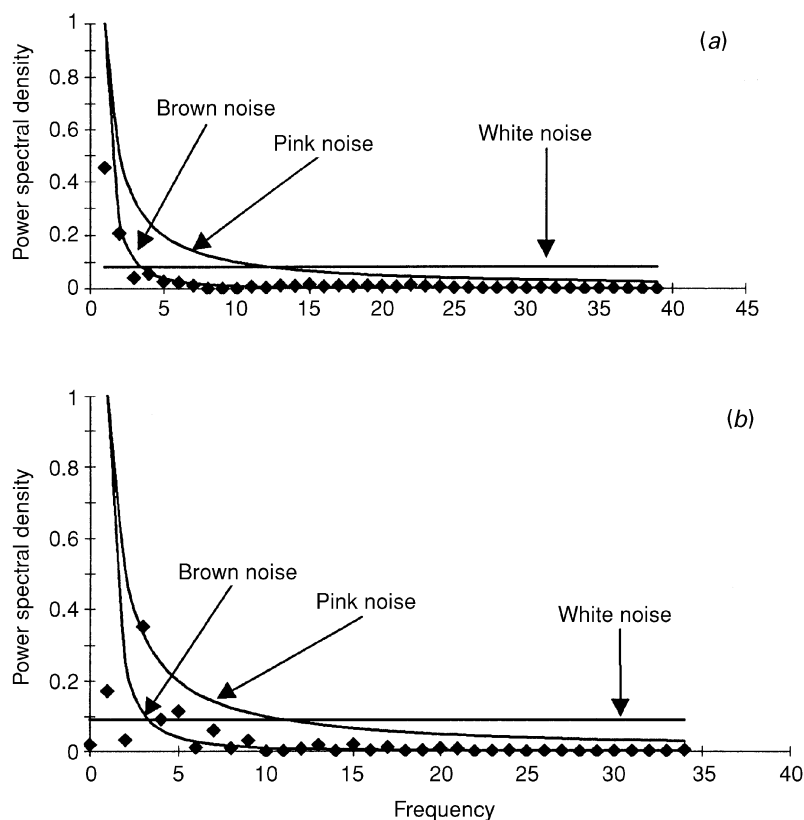 (a)
Power spectral density
1
0.8
0.6
0.4
0.2
0
Brown noise
Pink noise
White noise
0 5 10 15 20 25 30 35 40 45
(b)
Power spectral density
1
0.8
0.6
0.4
0.2
0
Brown noise
Pink noise
White noise
0 5 10 15 20 25 30 35 40
Frequency